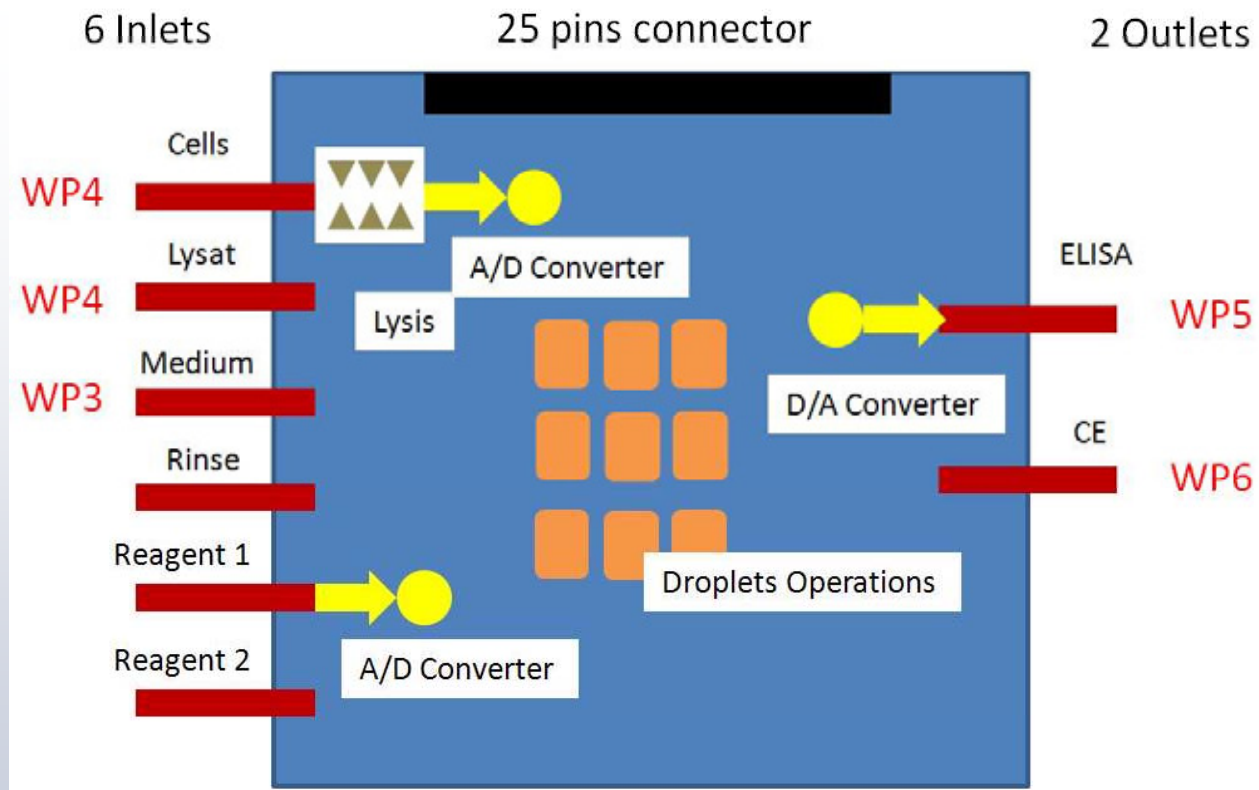 6 Inlets
25 pins connector
2 Outlets
Cells
WP4
Lysat
WP4
Medium
WP3
Rinse
Reagent 1
Reagent 2
A/D Converter
Lysis
A/D Converter
Droplets Operations
D/A Converter
ELISA
WP5
CE
WP6